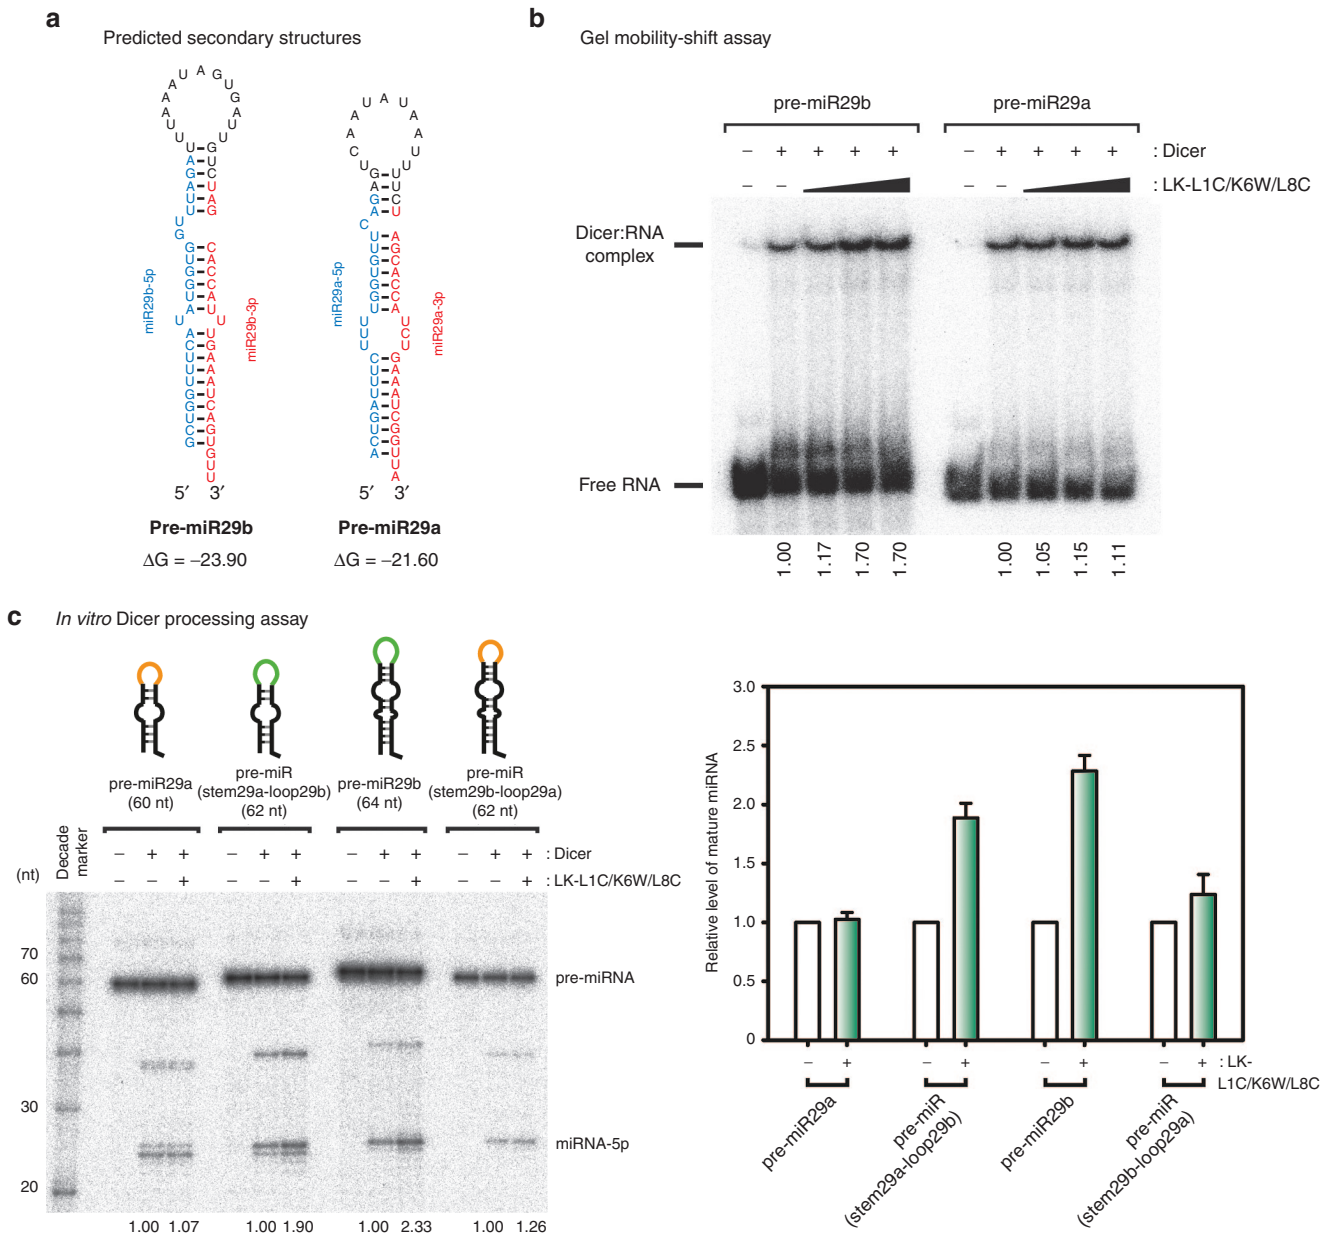 a
Predicted secondary structures
miR29b-5p
miR29b-3p
miR29a-5p
miR29a-3p
5′ 3′
5′ 3′
Pre-miR29b
Pre-miR29a
ΔG = –23.90
ΔG = –21.60
b
Gel mobility-shift assay
pre-miR29b
pre-miR29a
– + + + + – + + + + : Dicer
– – – – : LK-L1C/K6W/L8C
Dicer:RNA
complex
Free RNA
1.00 1.17 1.70 1.70 1.00 1.05 1.15 1.11
c
In vitro Dicer processing assay
pre-miR29a
(60 nt)
pre-miR
(stem29a-loop29b)
(62 nt)
pre-miR29b
(64 nt)
pre-miR
(stem29b-loop29a)
(62 nt)
Decade
marker
(nt)
– + + – + + – + + – + + : Dicer
– – + – – + – – + – – + : LK-L1C/K6W/L8C
70
60
30
20
pre-miRNA
miRNA-5p
1.00 1.07 1.00 1.90 1.00 2.33 1.00 1.26
Relative level of mature miRNA
3.0
2.5
2.0
1.5
1.0
0.5
0
– + – + – + – + : LK-
L1C/K6W/L8C
pre-miR29a
pre-miR
(stem29a-loop29b)
pre-miR29b
pre-miR
(stem29b-loop29a)